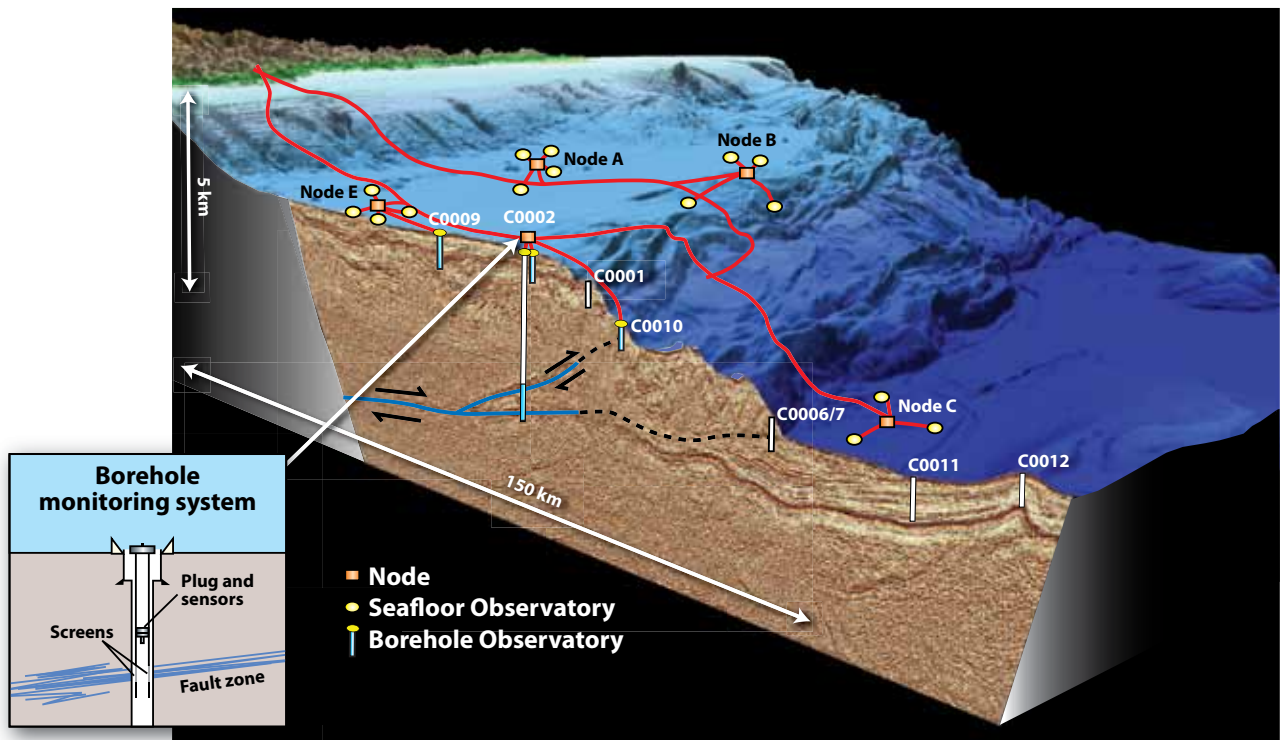 Node B
Node A
Node E
5 km
C0009
C0002
C0001
C0010
C0006/7
Node C
C0011
C0012
150 km
Borehole
monitoring system
Plug and
sensors
Screens
Fault zone
Node
Seafloor Observatory
Borehole Observatory